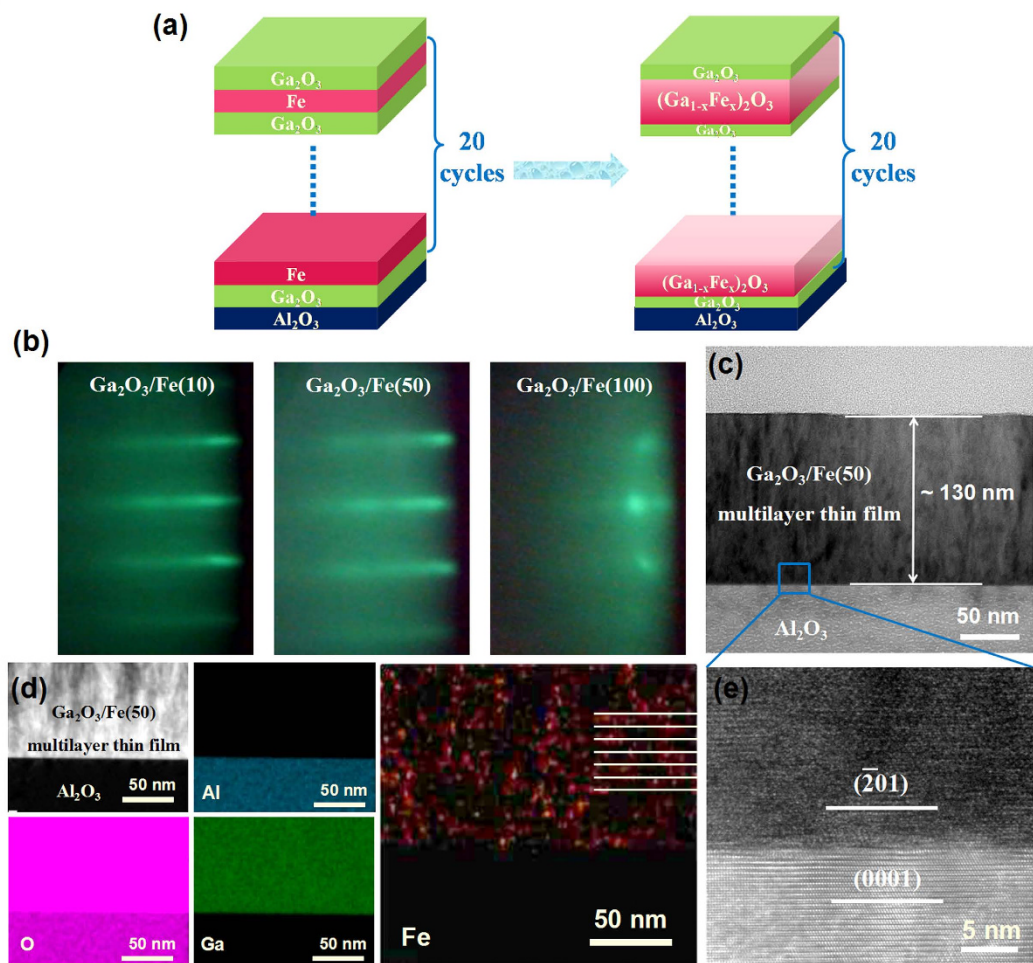 (a)
Ga₂O₃
Fe
Ga₂O₃
20
cycles
Fe
Ga₂O₃
Al₂O₃
Ga₂O₃
(Ga₁₋ₓFeₓ)₂O₃
Ga₂O₃
20
cycles
(Ga₁₋ₓFeₓ)₂O₃
Ga₂O₃
Al₂O₃
(b)
Ga₂O₃/Fe(10)
Ga₂O₃/Fe(50)
Ga₂O₃/Fe(100)
(c)
Ga₂O₃/Fe(50)
multilayer thin film
~ 130 nm
Al₂O₃
50 nm
(d)
Ga₂O₃/Fe(50)
multilayer thin film
Al₂O₃
50 nm
Al
50 nm
O
50 nm
Ga
50 nm
Fe
50 nm
(e)
(2̅01)
(0001)
5 nm